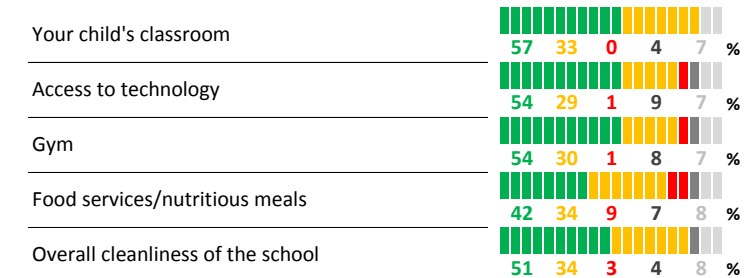 Your child's classroom
57 33 0 4 7 %
Access to technology
54 29 1 9 7 %
Gym
54 30 1 8 7 %
Food services/nutritious meals
42 34 9 7 8 %
Overall cleanliness of the school
51 34 3 4 8 %